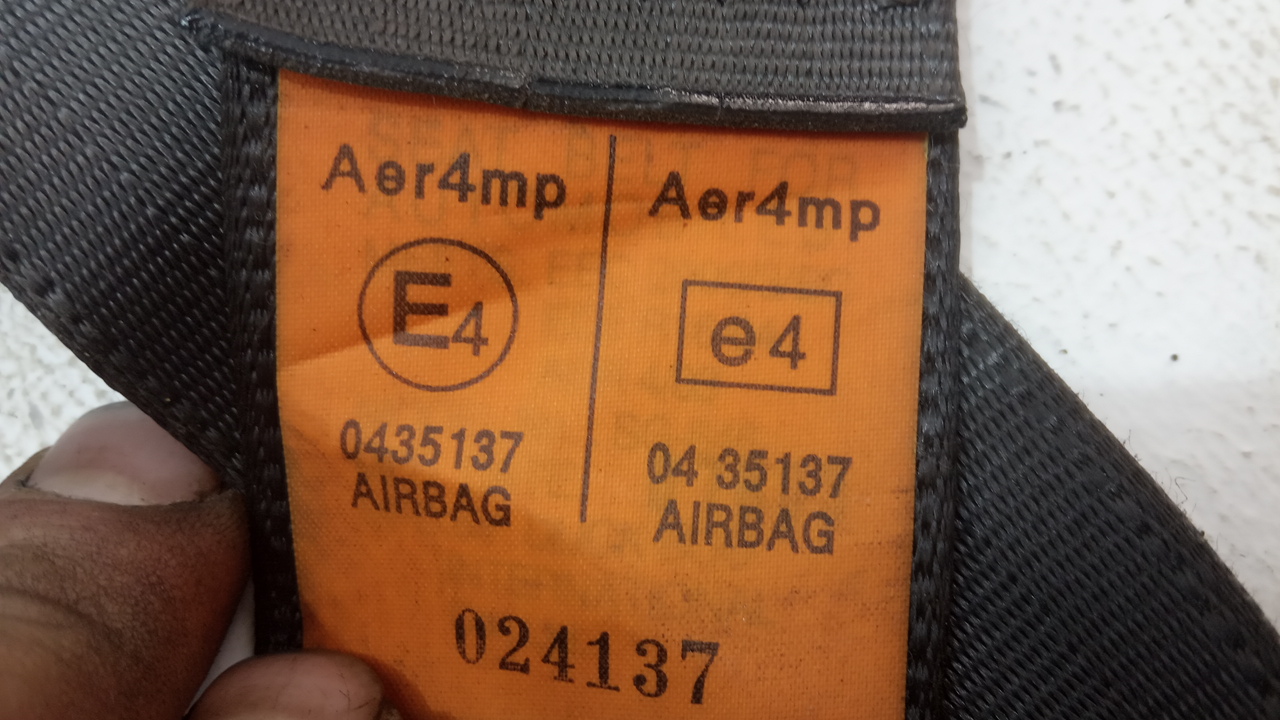 Aer4mp
E4
0435137
AIRBAG
Aer4mp
e4
04 35137
AIRBAG
024137